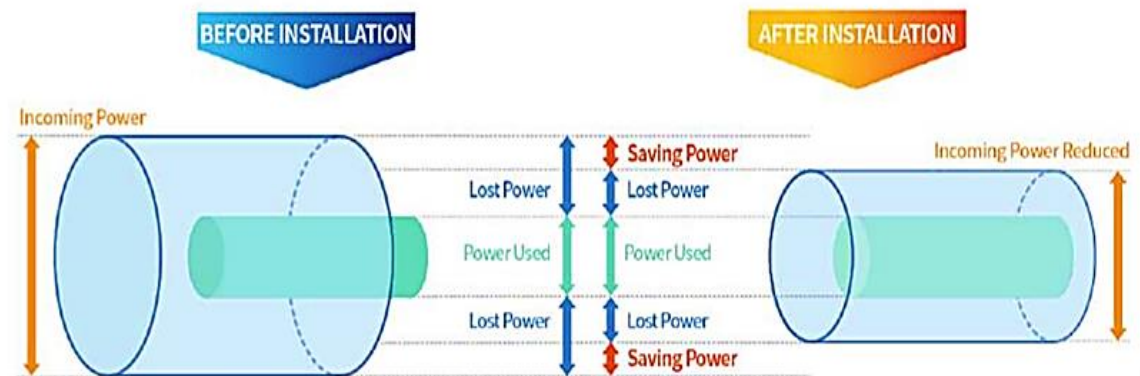 BEFORE INSTALLATION
AFTER INSTALLATION
Incoming Power
Incoming Power Reduced
Saving Power
Lost Power
Lost Power
Power Used
Power Used
Lost Power
Lost Power
Saving Power